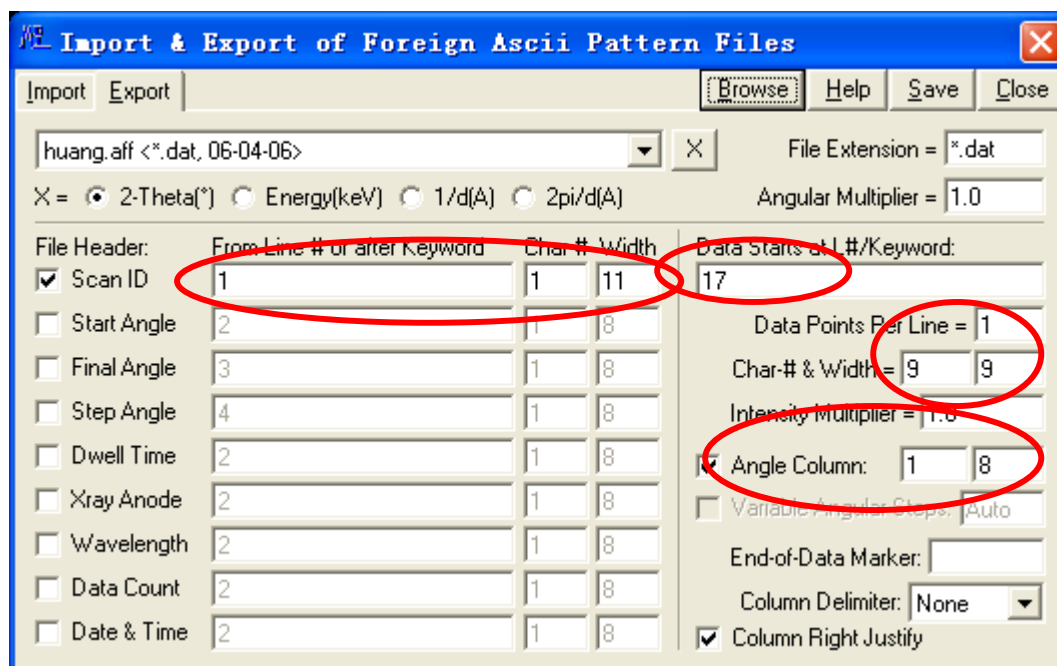 Import & Export of Foreign Ascii Pattern Files
Import Export Browse Help Save Close
huang.aff <*.dat, 06-04-06> X File Extension = *.dat
X = 2-Theta(°) Energy(keV) 1/d(A) 2pi/d(A) Angular Multiplier = 1.0
File Header: From Line # or after Keyword Char-# Width Data Starts at L#/Keyword:
Scan ID 1 1 11 17
Start Angle 2 1 8 Data Points Per Line = 1
Final Angle 3 1 8 Char-# & Width = 9 9
Step Angle 4 1 8 Intensity Multiplier = 1.0
Dwell Time 2 1 8 Angle Column: 1 8
Xray Anode 2 1 8 Variable Angular Steps: Auto
Wavelength 2 1 8 End-of-Data Marker:
Data Count 2 1 8 Column Delimiter: None
Date & Time 2 1 8 Column Right Justify